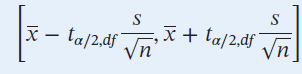 [x̄ − t_{α/2,df} S/√n, x̄ + t_{α/2,df} S/√n]